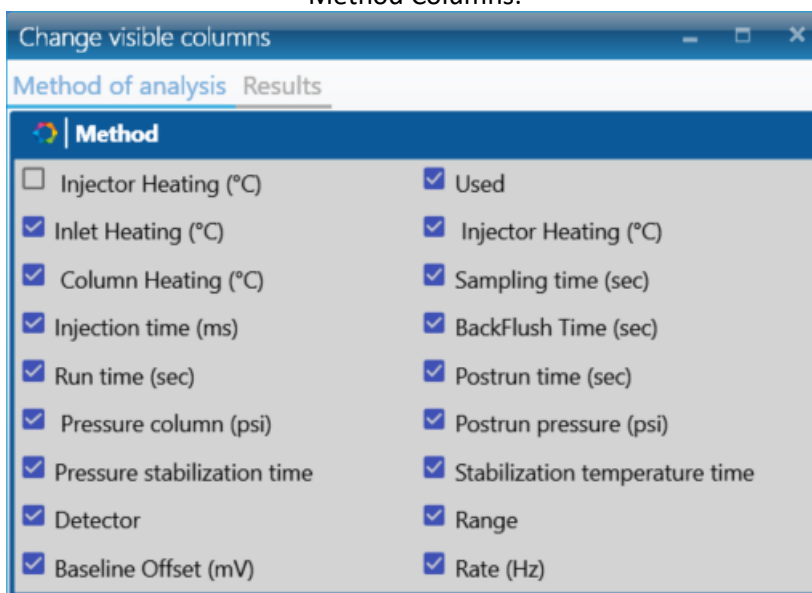 Method Columns:
Change visible columns
Method of analysis Results
Method
Injector Heating (°C) Used
Inlet Heating (°C) Injector Heating (°C)
Column Heating (°C) Sampling time (sec)
Injection time (ms) BackFlush Time (sec)
Run time (sec) Postrun time (sec)
Pressure column (psi) Postrun pressure (psi)
Pressure stabilization time Stabilization temperature time
Detector Range
Baseline Offset (mV) Rate (Hz)